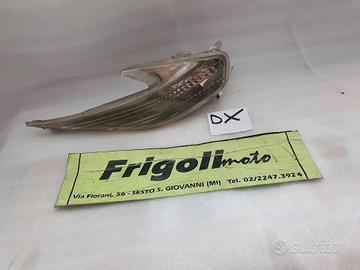 DX
Frigolimoto
Via Fiorani, 56 - SESTO S. GIOVANNI (MI) Tel. 02/2247.3924
subito